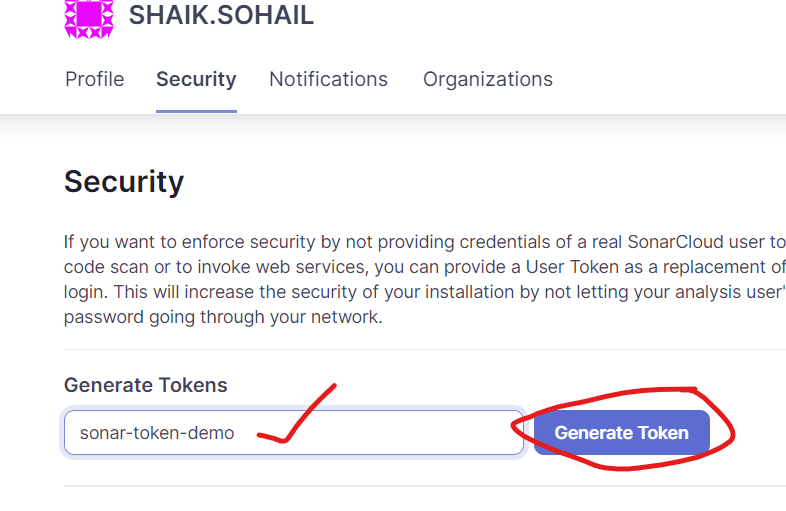 SHAIK.SOHAIL
Profile Security Notifications Organizations
Security
If you want to enforce security by not providing credentials of a real SonarCloud user to
code scan or to invoke web services, you can provide a User Token as a replacement of
login. This will increase the security of your installation by not letting your analysis user'
password going through your network.
Generate Tokens
sonar-token-demo Generate Token